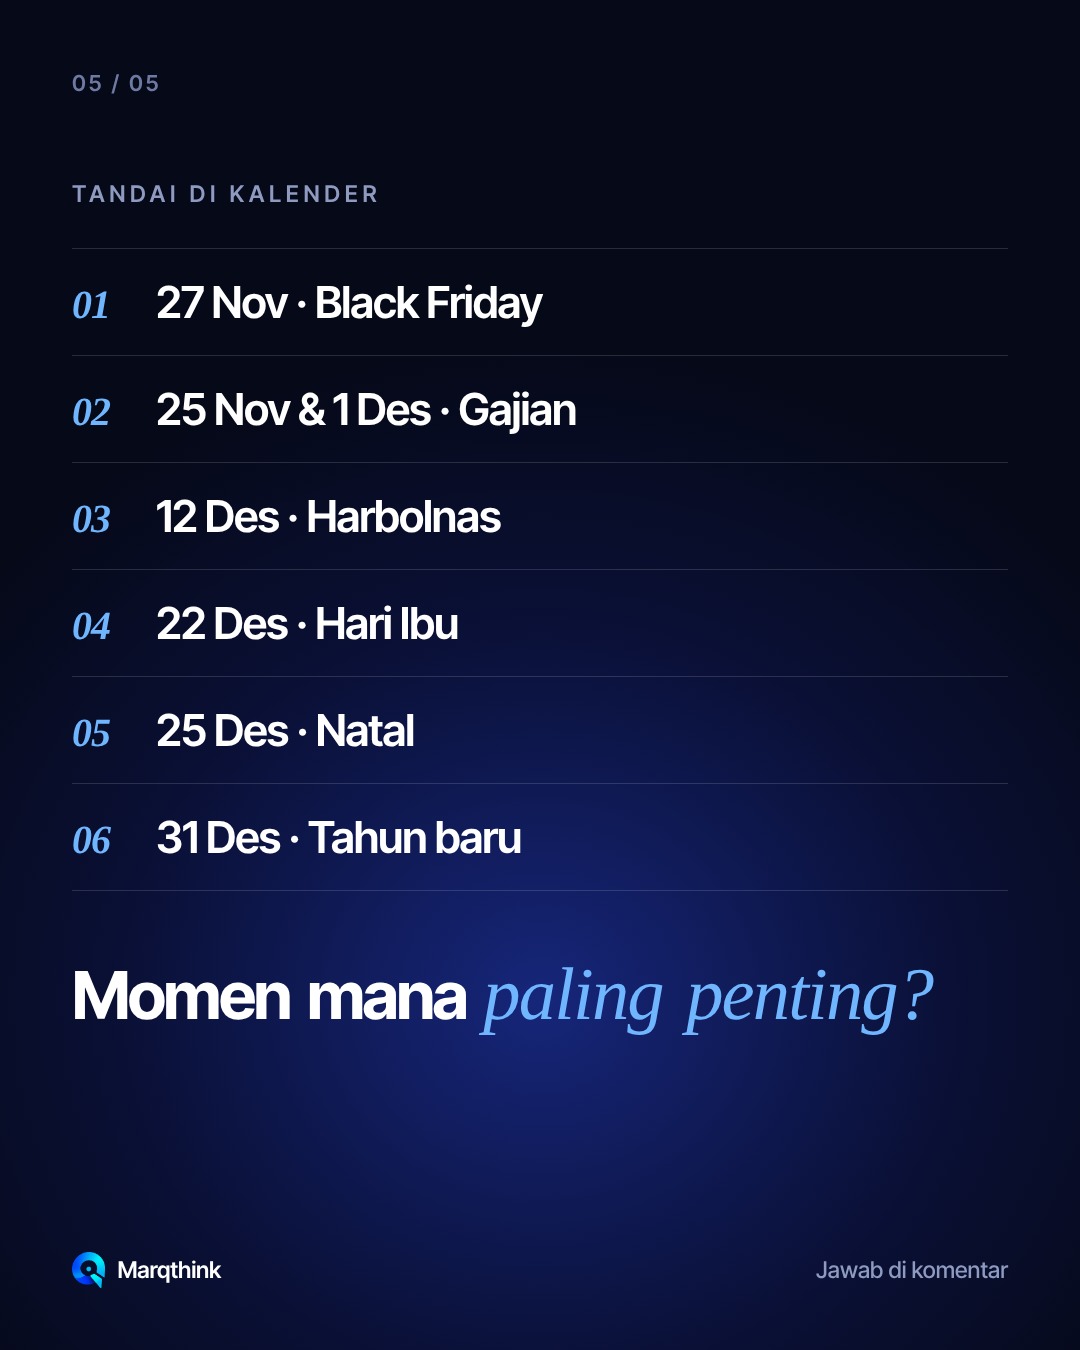 05 / 05
TANDAI DI KALENDER
01 27 Nov · Black Friday
02 25 Nov & 1 Des · Gajian
03 12 Des · Harbolnas
04 22 Des · Hari Ibu
05 25 Des · Natal
06 31 Des · Tahun baru
Momen mana paling penting?
Marqthink Jawab di komentar